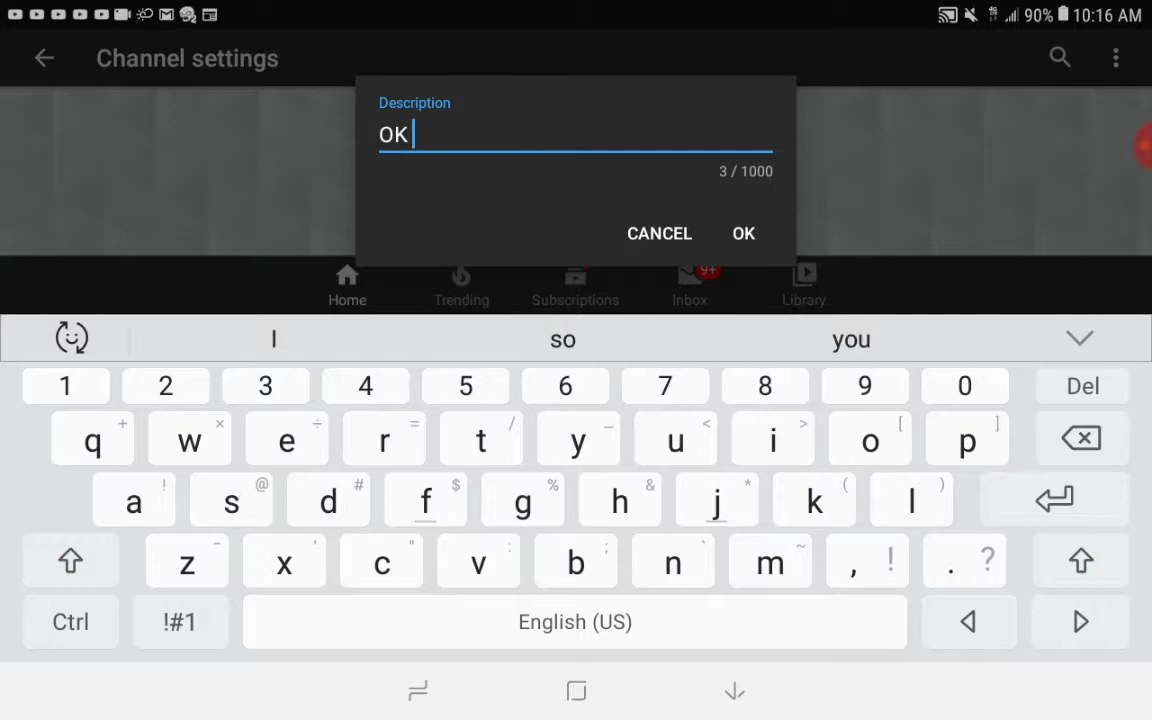 90% 10:16 AM
Channel settings
Description
OK
3 / 1000
CANCEL OK
9+
Home Trending Subscriptions Inbox Library
I so you
1 2 3 4 5 6 7 8 9 0 Del
q + w × e ÷ r = t / y _ u < i > o [ p ]
a ! s @ d # f $ g % h & j * k ( l )
z - x ' c " v : b ; n ` m ~ , ! . ?
Ctrl !#1 English (US)